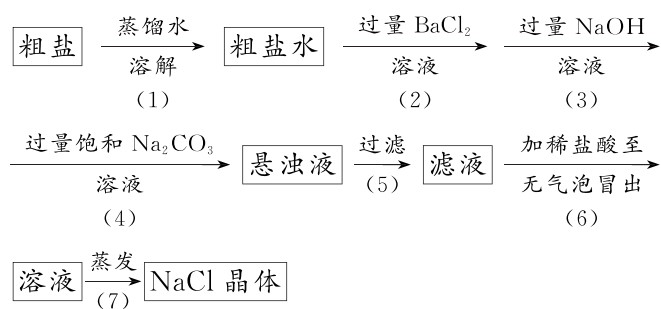 粗盐 蒸馏水 溶解 (1) 粗盐水 过量 BaCl₂ 溶液 (2) 过量 NaOH 溶液 (3)
过量饱和 Na₂CO₃ 溶液 (4) 悬浊液 过滤 (5) 滤液 加稀盐酸至 无气泡冒出 (6)
溶液 蒸发 (7) NaCl 晶体